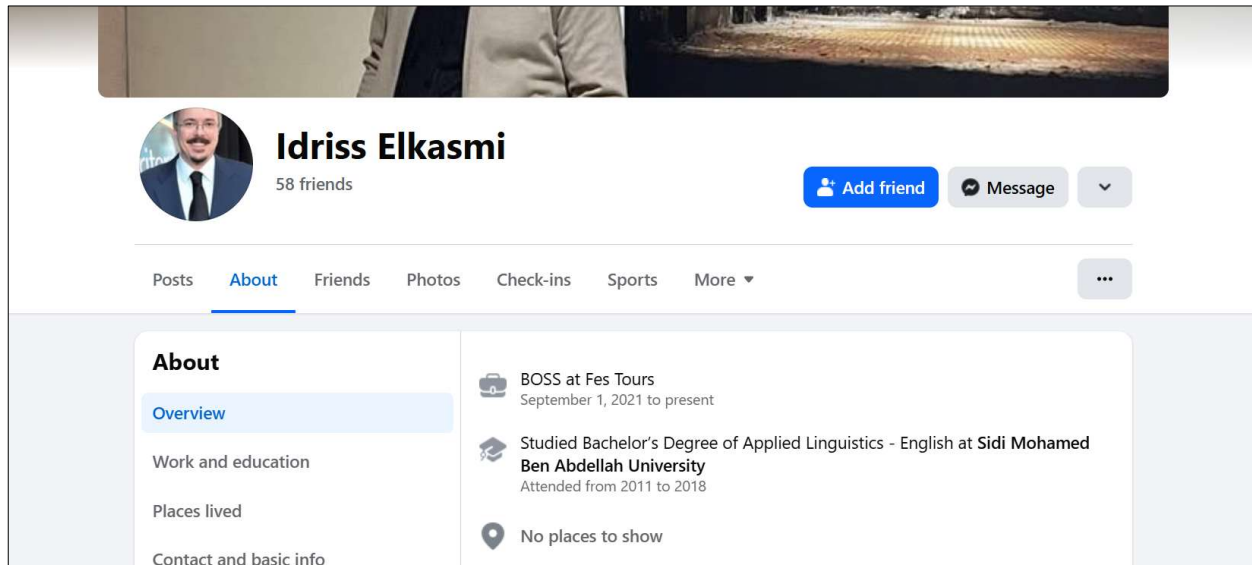 Idriss Elkasmi
58 friends
Add friend
Message
Posts
About
Friends
Photos
Check-ins
Sports
More
About
Overview
Work and education
Places lived
Contact and basic info
BOSS at Fes Tours
September 1, 2021 to present
Studied Bachelor's Degree of Applied Linguistics - English at Sidi Mohamed
Ben Abdellah University
Attended from 2011 to 2018
No places to show